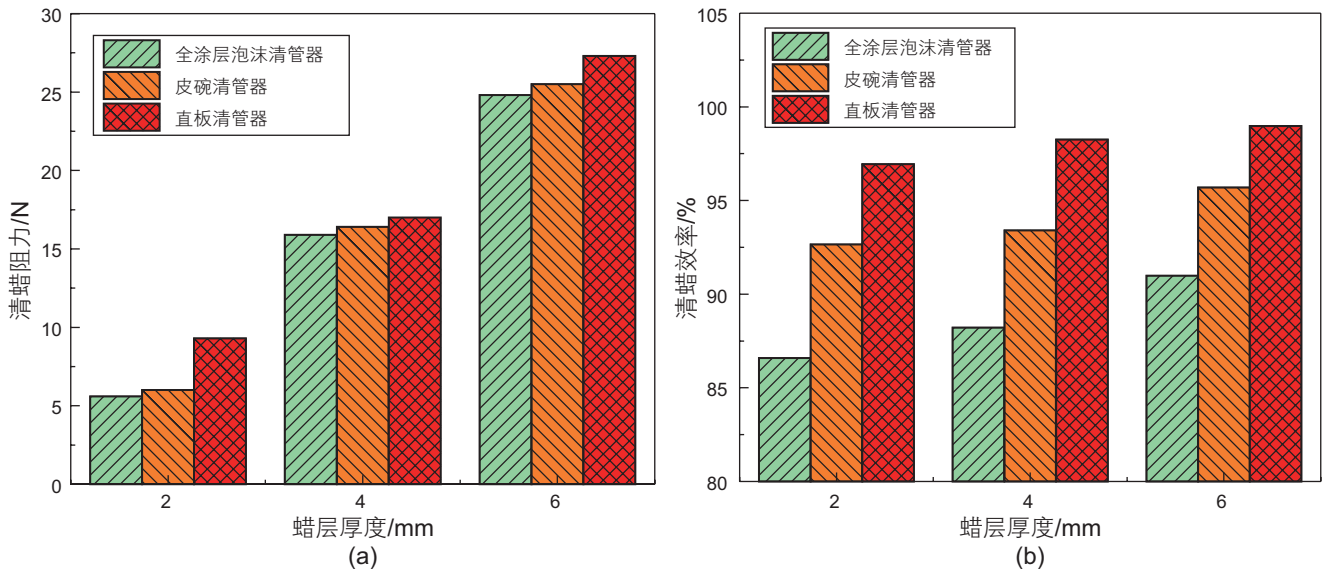 30
25
20
15
10
5
0
清蜡阻力/N
全涂层泡沫清管器
皮碗清管器
直板清管器
2
4
6
蜡层厚度/mm
(a)
105
100
95
90
85
80
清蜡效率/%
全涂层泡沫清管器
皮碗清管器
直板清管器
2
4
6
蜡层厚度/mm
(b)